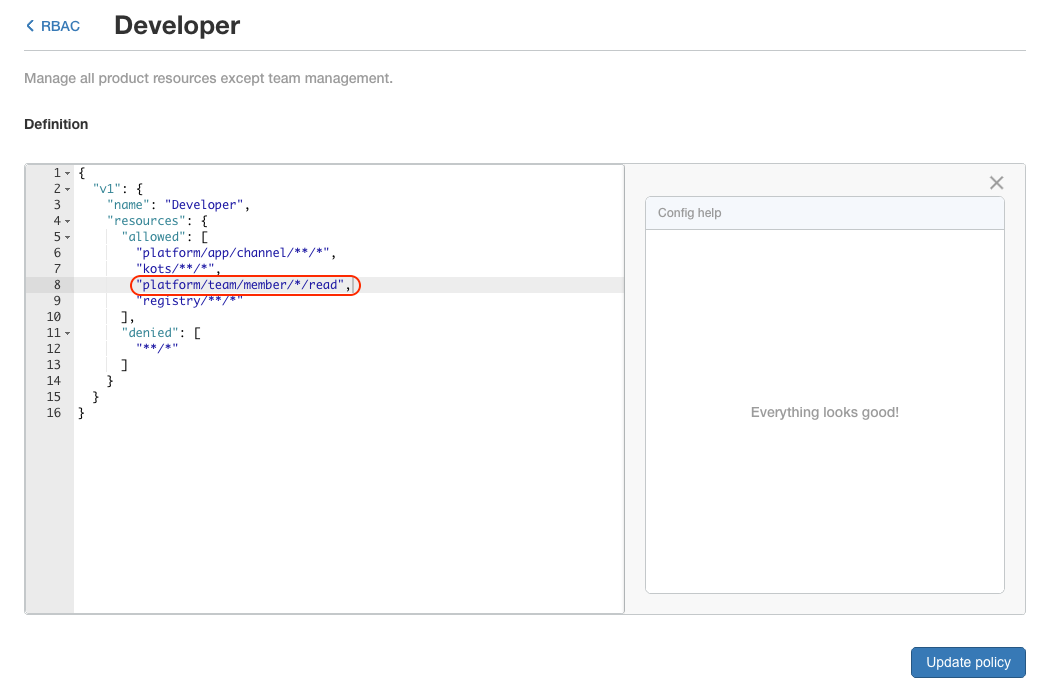 RBAC
Developer
Manage all product resources except team management.
Definition
1 {
2 "v1": {
3 "name": "Developer",
4 "resources": {
5 "allowed": [
6 "platform/app/channel/**/*",
7 "kots/**/*",
8 "platform/team/member/*/read",
9 "registry/**/*"
10 ],
11 "denied": [
12 "**/*"
13 ]
14 }
15 }
16 }
Config help
Everything looks good!
Update policy